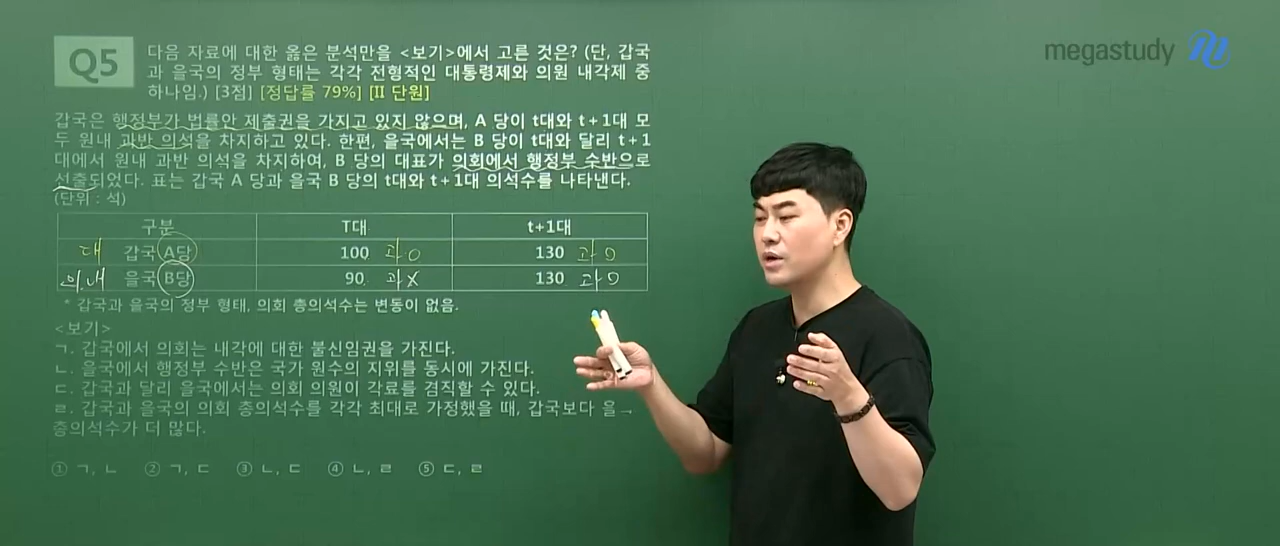 megastudy
Q5
다음 자료에 대한 옳은 분석만을 <보기>에서 고른 것은? (단, 갑국
과 을국의 정부 형태는 각각 전형적인 대통령제와 의원 내각제 중
하나임.) [3점] [정답률 79%] [II 단원]
갑국은 행정부가 법률안 제출권을 가지고 있지 않으며, A 당이 t대와 t+1대 모
두 원내 과반 의석을 차지하고 있다. 한편, 을국에서는 B 당이 t대와 달리 t+1
대에서 원내 과반 의석을 차지하여, B 당의 대표가 의회에서 행정부 수반으로
선출되었다. 표는 갑국 A 당과 을국 B 당의 t대와 t+1대 의석수를 나타낸다.
(단위 : 석)
구분 T대 t+1대
대 갑국 A당 100 과 O 130 과 O
의.내 을국 B당 90 과 X 130 과 O
* 갑국과 을국의 정부 형태, 의회 총의석수는 변동이 없음.
<보기>
ㄱ. 갑국에서 의회는 내각에 대한 불신임권을 가진다.
ㄴ. 을국에서 행정부 수반은 국가 원수의 지위를 동시에 가진다.
ㄷ. 갑국과 달리 을국에서는 의회 의원이 각료를 겸직할 수 있다.
ㄹ. 갑국과 을국의 의회 총의석수를 각각 최대로 가정했을 때, 갑국보다 을→
총의석수가 더 많다.
① ㄱ, ㄴ ② ㄱ, ㄷ ③ ㄴ, ㄷ ④ ㄴ, ㄹ ⑤ ㄷ, ㄹ